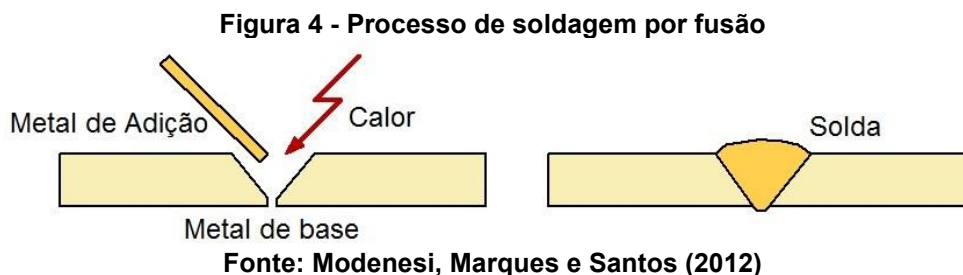 Figura 4 - Processo de soldagem por fusão
Metal de Adição
Calor
Solda
Metal de base
Fonte: Modenesi, Marques e Santos (2012)